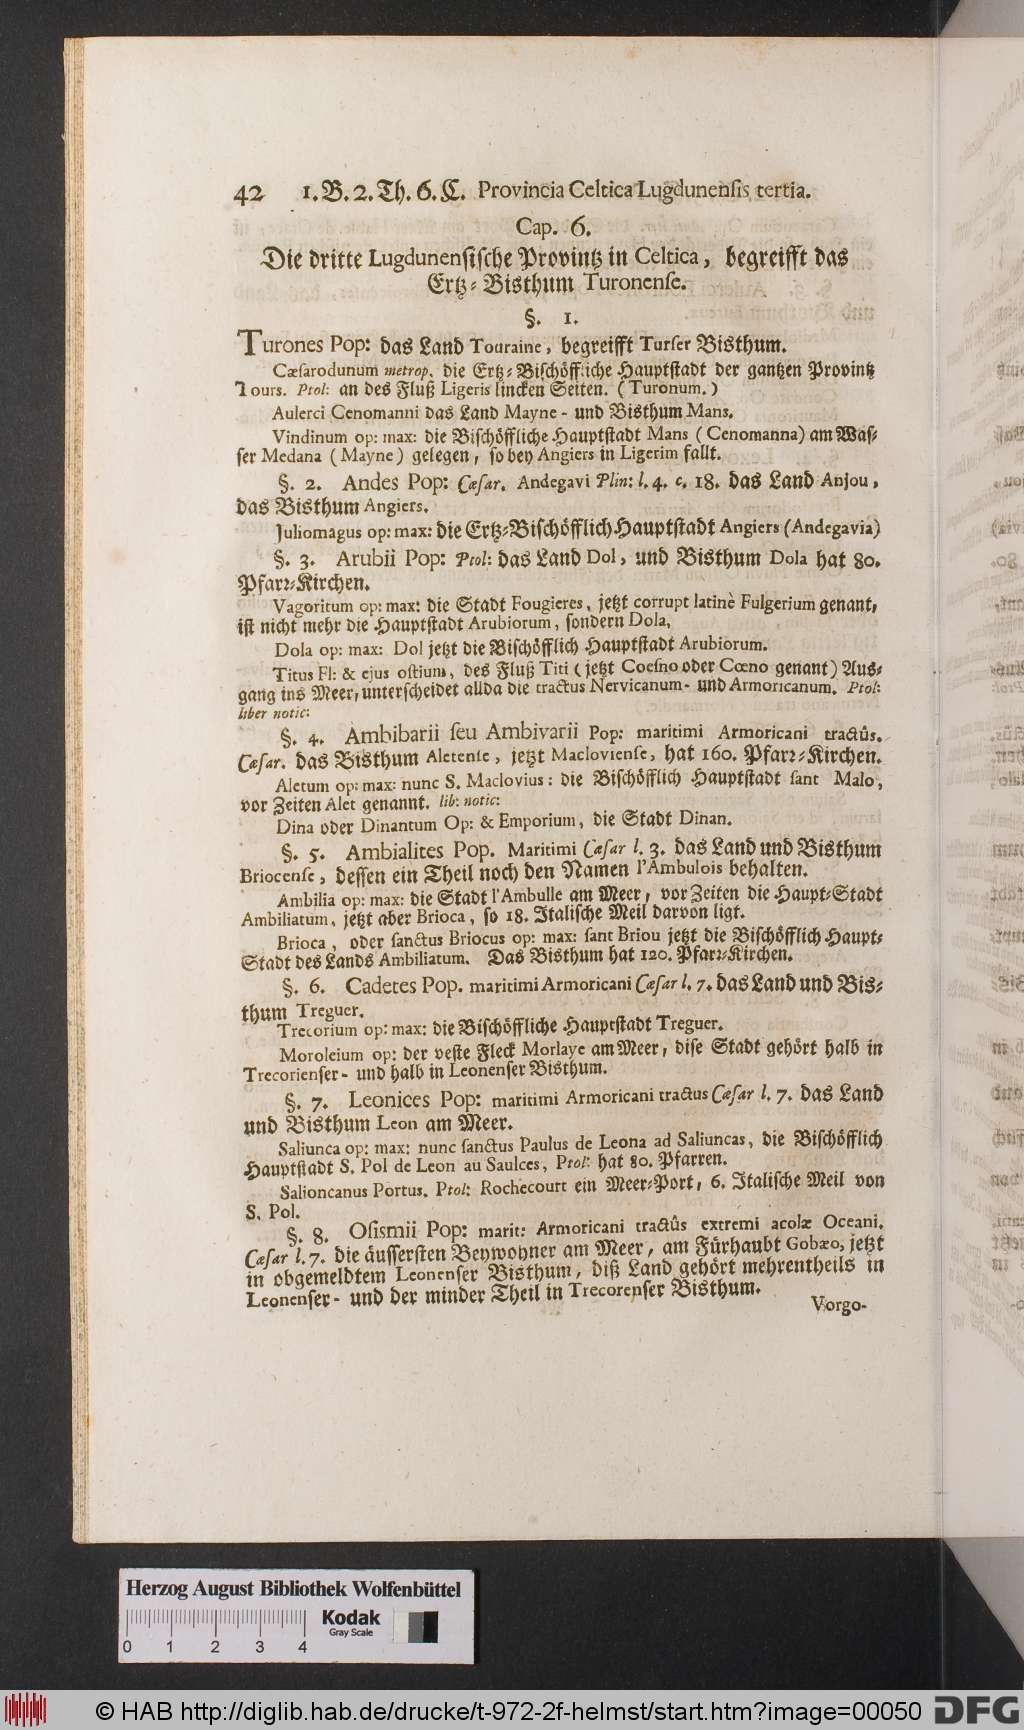 42 1. B. 2. Th. 6. C. Provincia Celtica Lugdunensis tertia.
Cap. 6.
Die dritte Lugdunensische Provintz in Celtica, begreifft das
Ertz-Bisthum Turonense.
§. 1.
Turones Pop: das Land Touraine, begreifft Turser Bisthum.
Cæsarodunum metrop. die Ertz-Bischöffliche Hauptstadt der gantzen Provintz
Tours. Ptol: an des Fluß Ligeris lincken Seiten. (Turonum.)
Aulerci Cenomanni das Land Mayne- und Bisthum Mans.
Vindinum op: max: die Bischöffliche Hauptstadt Mans (Cenomanna) am Was-
ser Medana (Mayne) gelegen, so bey Angiers in Ligerim fallt.
§. 2. Andes Pop: Cæsar. Andegavi Plin: l. 4. c. 18. das Land Anjou,
das Bisthum Angiers.
Juliomagus op: max: die Ertz-Bischöfflich Hauptstadt Angiers (Andegavia)
§. 3. Arubii Pop: Ptol: das Land Dol, und Bisthum Dola hat 80.
Pfarr-Kirchen.
Vagoritum op: max: die Stadt Fougieres, jetzt corrupt latinè Fulgerium genant,
ist nicht mehr die Hauptstadt Arubiorum, sondern Dola,
Dola op: max: Dol jetzt die Bischöfflich Hauptstadt Arubiorum.
Titus Fl: & ejus ostium, des Fluß Titi (jetzt Coesno oder Cœno genant) Aus-
gang ins Meer, unterscheidet allda die tractus Nervicanum- und Armoricanum. Ptol:
liber notic:
§. 4. Ambibarii seu Ambivarii Pop: maritimi Armoricani tractûs.
Cæsar. das Bisthum Aletense, jetzt Macloviense, hat 160. Pfarr-Kirchen.
Aletum op: max: nunc S. Maclovius: die Bischöfflich Hauptstadt sant Malo,
vor Zeiten Alet genannt. lib: notic:
Dina oder Dinantum Op: & Emporium, die Stadt Dinan.
§. 5. Ambialites Pop. Maritimi Cæsar l. 3. das Land und Bisthum
Briocense, dessen ein Theil noch den Namen l'Ambulois behalten.
Ambilia op: max: die Stadt l'Ambulle am Meer, vor Zeiten die Haupt-Stadt
Ambiliatum, jetzt aber Brioca, so 18. Italische Meil darvon ligt.
Brioca, oder sanctus Briocus op: max: sant Briou jetzt die Bischöfflich Haupt-
Stadt des Lands Ambiliatum. Das Bisthum hat 120. Pfarr-Kirchen.
§. 6. Cadetes Pop. maritimi Armoricani Cæsar l. 7. das Land und Bis-
thum Treguer.
Trecorium op: max: die Bischöffliche Hauptstadt Treguer.
Moroleium op: der veste Fleck Morlaye am Meer, dise Stadt gehört halb in
Trecorienser- und halb in Leonenser Bisthum.
§. 7. Leonices Pop: maritimi Armoricani tractus Cæsar l. 7. das Land
und Bisthum Leon am Meer.
Saliunca op: max: nunc sanctus Paulus de Leona ad Saliuncas, die Bischöfflich
Hauptstadt S. Pol de Leon au Saulces, Ptol: hat 80. Pfarren.
Salioncanus Portus. Ptol: Rochecourt ein Meer-Port, 6. Italische Meil von
S. Pol.
§. 8. Osismii Pop: marit: Armoricani tractûs extremi acolæ Oceani.
Cæsar l. 7. die äussersten Beywohner am Meer, am Fürhaubt Gobæo, jetzt
in obgemeldtem Leonenser Bisthum, diß Land gehört mehrentheils in
Leonenser- und der minder Theil in Trecorenser Bisthum.
Vorgo-
Herzog August Bibliothek Wolfenbüttel
Kodak
Gray Scale
0 1 2 3 4
© HAB http://diglib.hab.de/drucke/t-972-2f-helmst/start.htm?image=00050 DFG